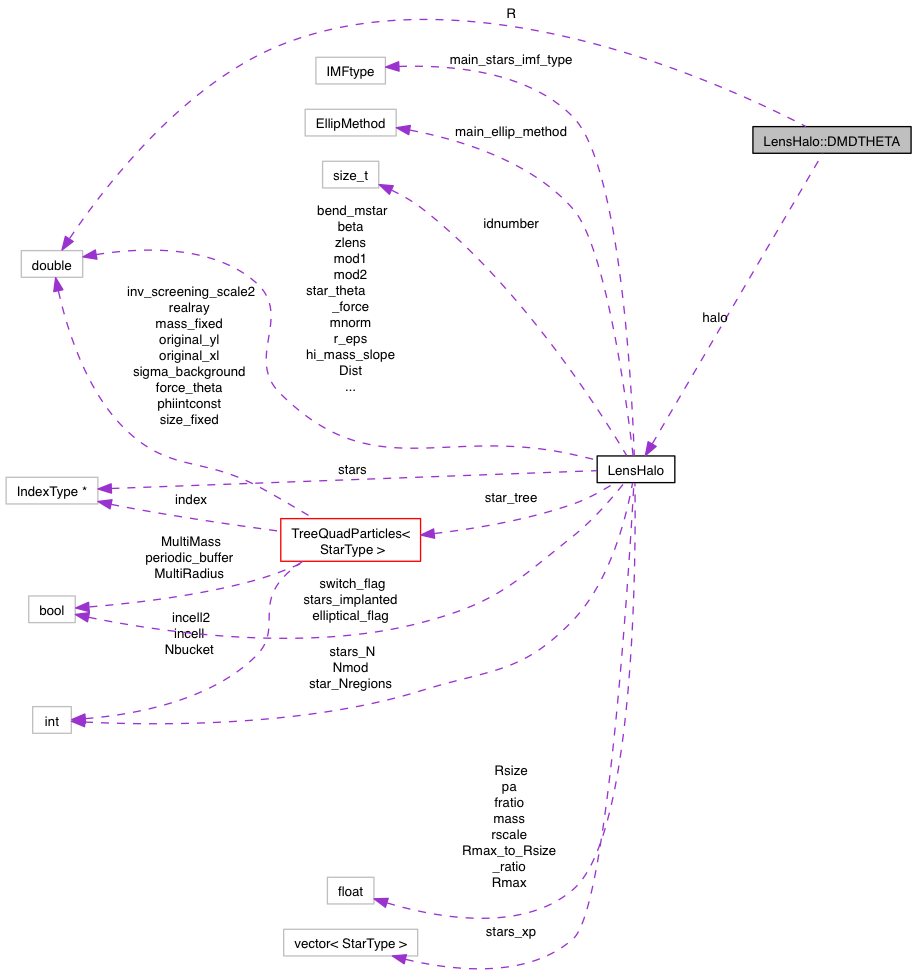 R
main_stars_imf_type
IMFtype
EllipMethod
main_ellip_method
LensHalo::DMDTHETA
size_t
idnumber
bend_mstar
beta
zlens
mod1
mod2
star_theta
_force
mnorm
r_eps
hi_mass_slope
Dist
...
double
inv_screening_scale2
realray
mass_fixed
original_yl
original_xl
sigma_background
force_theta
phiintconst
size_fixed
halo
LensHalo
stars
IndexType *
index
star_tree
TreeQuadParticles<
StarType >
MultiMass
periodic_buffer
MultiRadius
switch_flag
stars_implanted
elliptical_flag
bool
incell2
incell
Nbucket
stars_N
Nmod
star_Nregions
int
Rsize
pa
fratio
mass
rscale
Rmax_to_Rsize
_ratio
Rmax
float
stars_xp
vector< StarType >